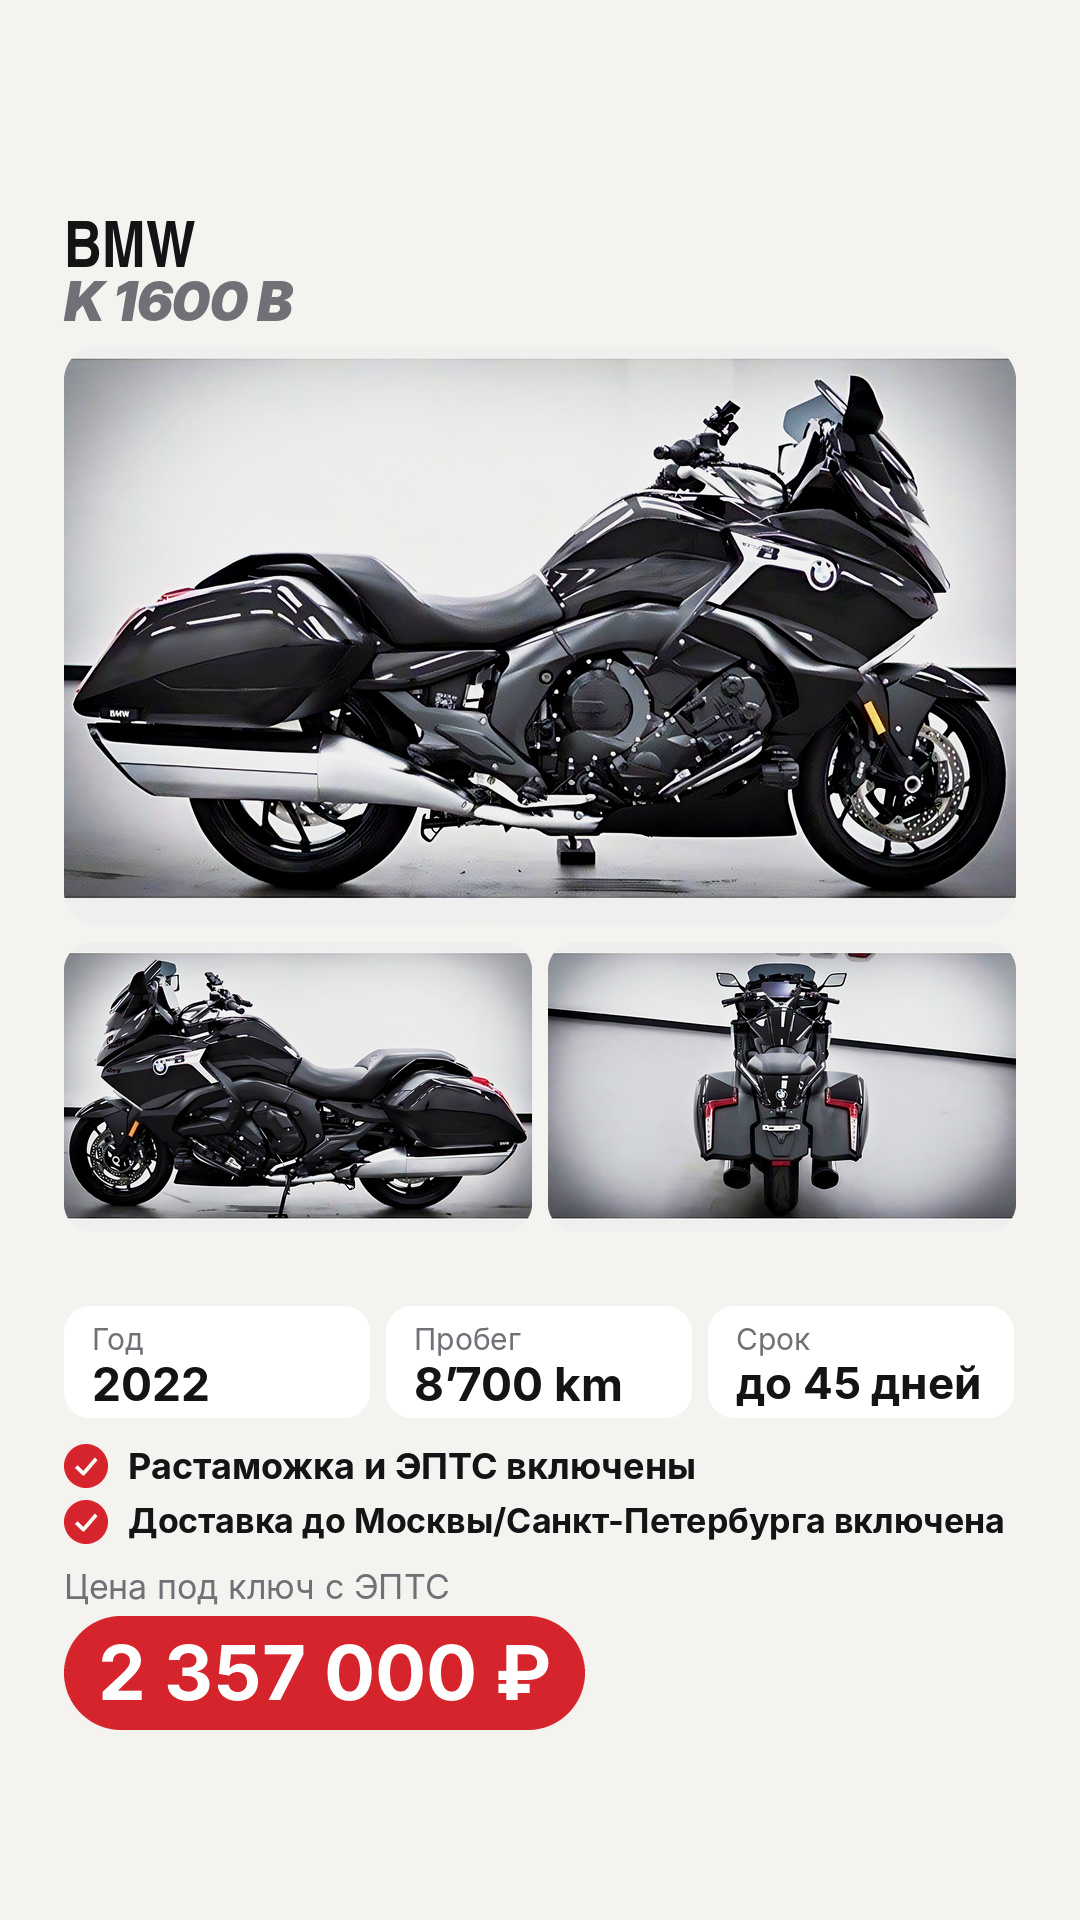 BMW
K 1600 B
B
BMW
B
Год
2022
Пробег
8’700 km
Срок
до 45 дней
Растаможка и ЭПТС включены
Доставка до Москвы/Санкт-Петербурга включена
Цена под ключ с ЭПТС
2 357 000 ₽